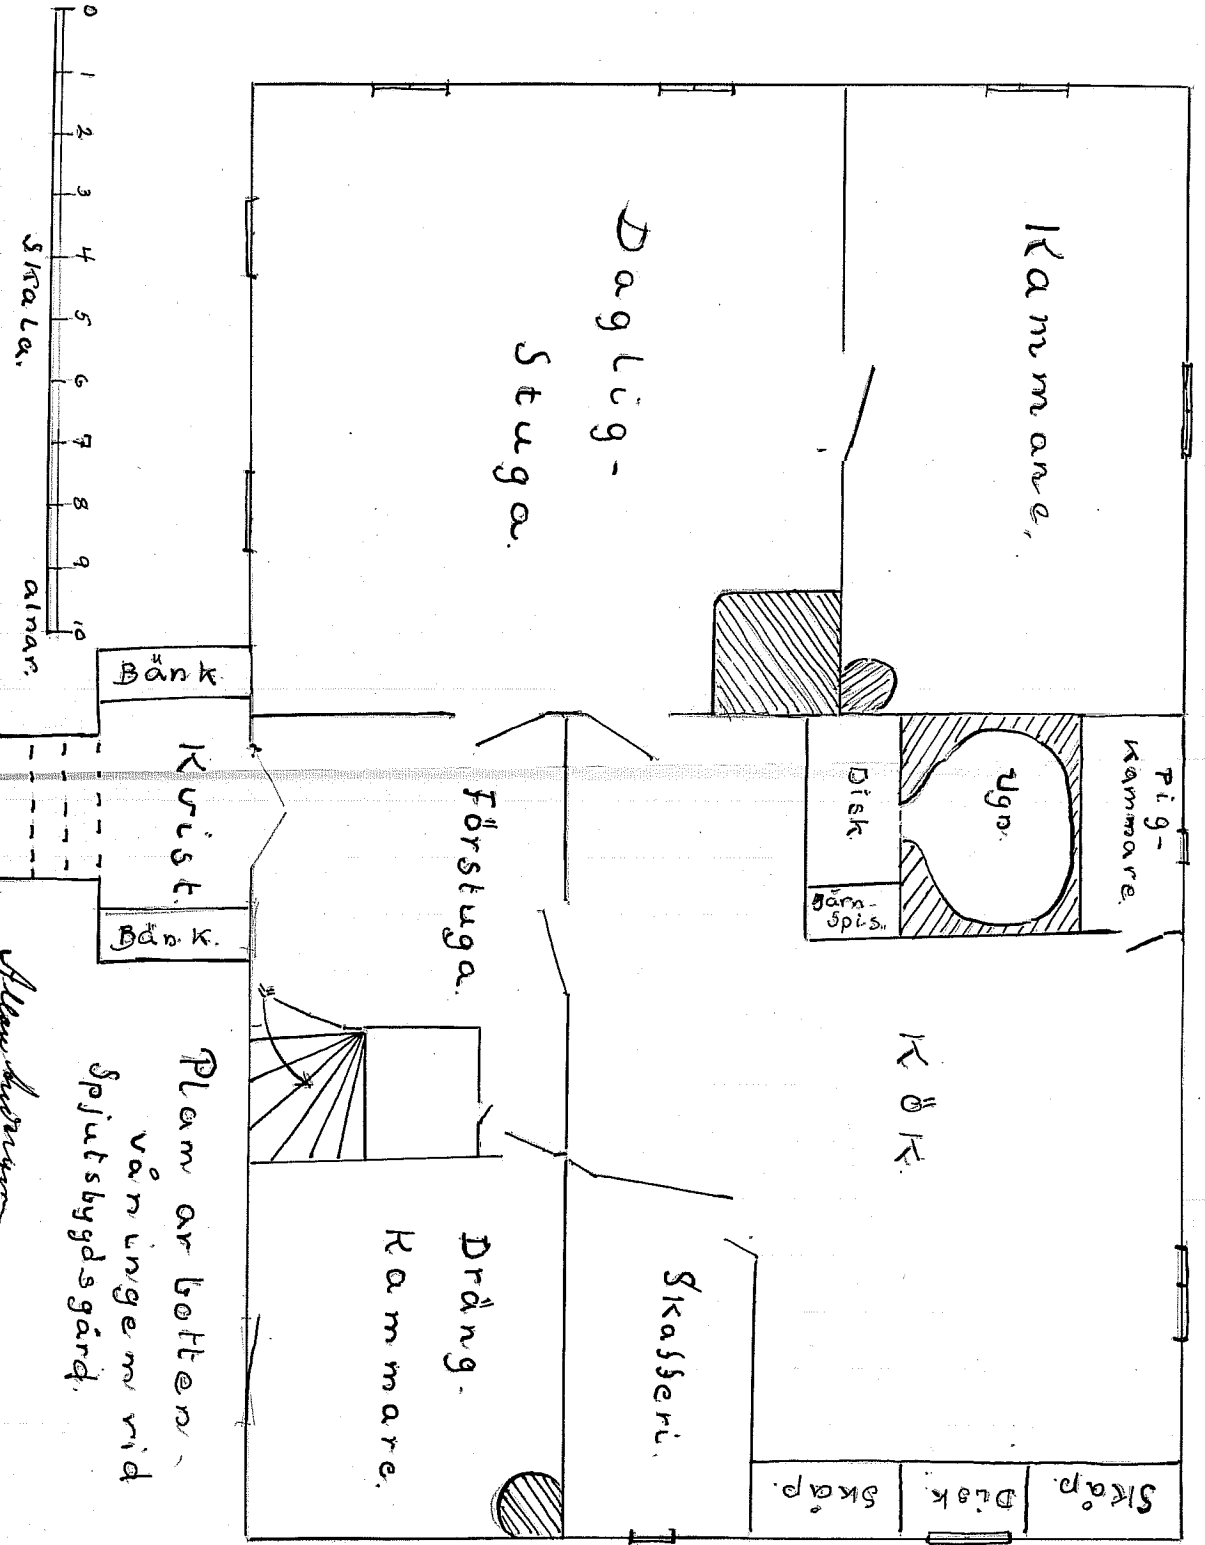 Kammare.
Daglig-
Stuga.
Pig-
Kammare.
Ugn.
Disk.
Järn-
Spis.
Kök.
Förstuga.
Kvist.
Bänk
Bänk.
Skafferi.
Dräng-
Kammare.
Skåp.
Disk.
Skåp.
0 1 2 3 4 5 6 7 8 9 10
Skala. alnar.
Plan av botten-
våningen vid
Spjutsbygdsgård.